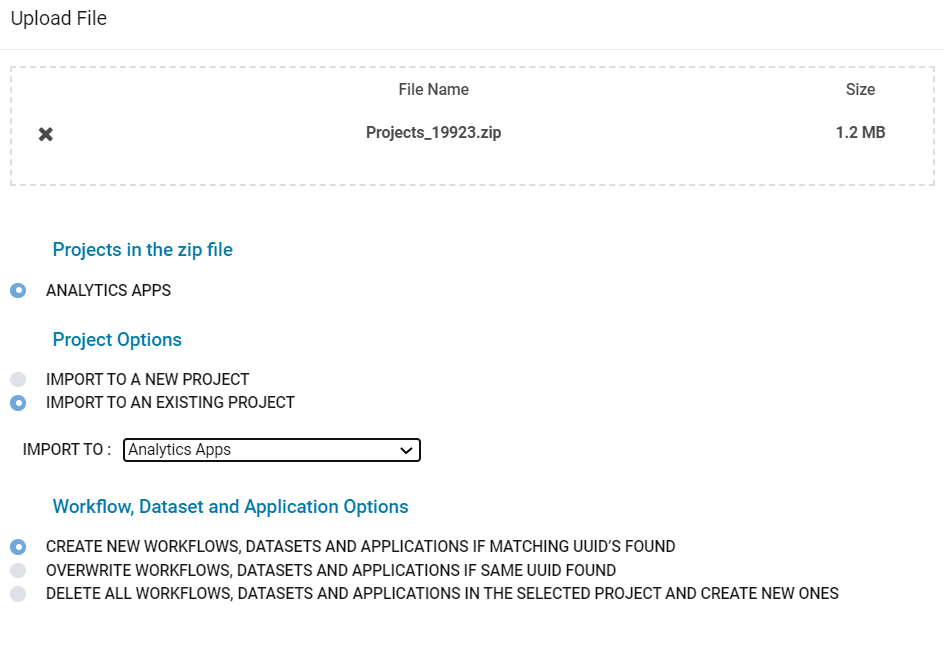 Upload File
File Name Size
Projects_19923.zip 1.2 MB
Projects in the zip file
ANALYTICS APPS
Project Options
IMPORT TO A NEW PROJECT
IMPORT TO AN EXISTING PROJECT
IMPORT TO : Analytics Apps
Workflow, Dataset and Application Options
CREATE NEW WORKFLOWS, DATASETS AND APPLICATIONS IF MATCHING UUID'S FOUND
OVERWRITE WORKFLOWS, DATASETS AND APPLICATIONS IF SAME UUID FOUND
DELETE ALL WORKFLOWS, DATASETS AND APPLICATIONS IN THE SELECTED PROJECT AND CREATE NEW ONES